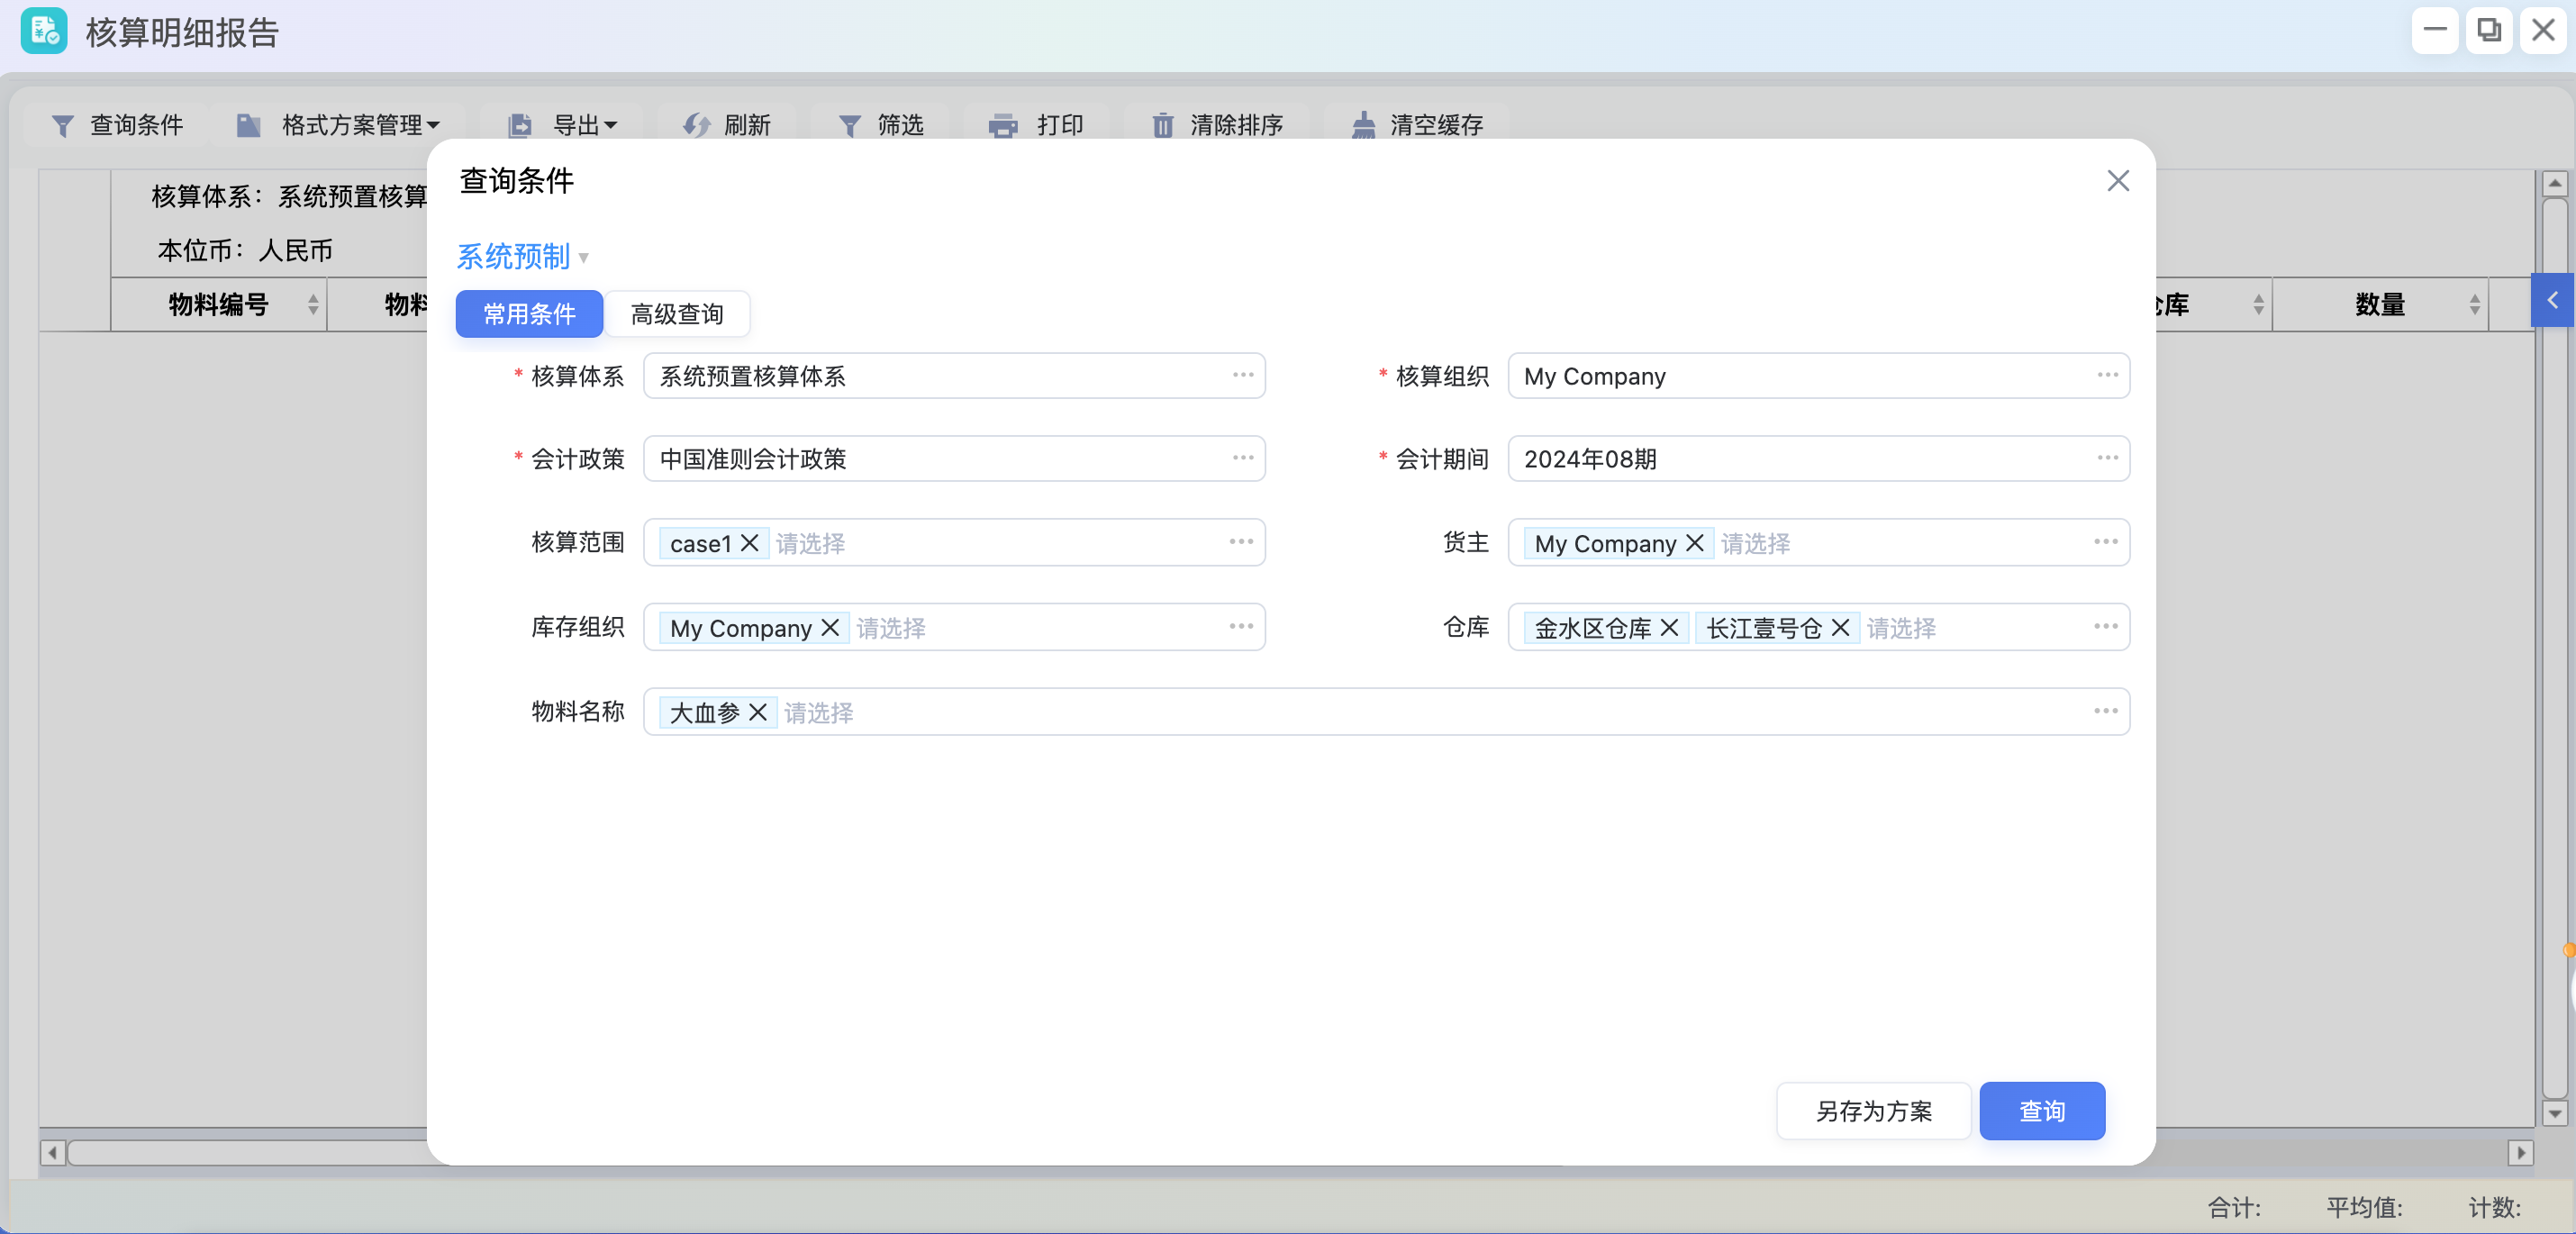 核算明细报告
查询条件 格式方案管理 导出 刷新 筛选 打印 清除排序 清空缓存
核算体系：系统预置核算
本位币：人民币
物料编号 物料 仓库 数量
查询条件
系统预制
常用条件 高级查询
* 核算体系 系统预置核算体系 * 核算组织 My Company
* 会计政策 中国准则会计政策 * 会计期间 2024年08期
核算范围 case1 请选择 货主 My Company 请选择
库存组织 My Company 请选择 仓库 金水区仓库 长江壹号仓 请选择
物料名称 大血参 请选择
另存为方案 查询
合计: 平均值: 计数: